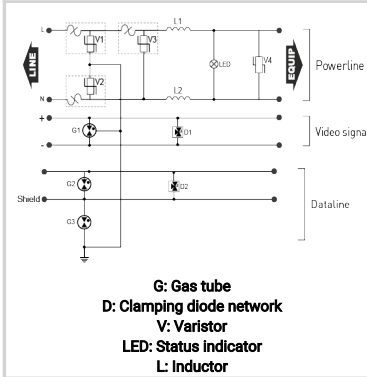 L1
L
V1
V3
LED
V4
LINE
EQUIP
Powerline
V2
L2
N
+
G1
D1
Video signa
-
G2
D2
Shield
Dataline
G3
G: Gas tube
D: Clamping diode network
V: Varistor
LED: Status indicator
L: Inductor